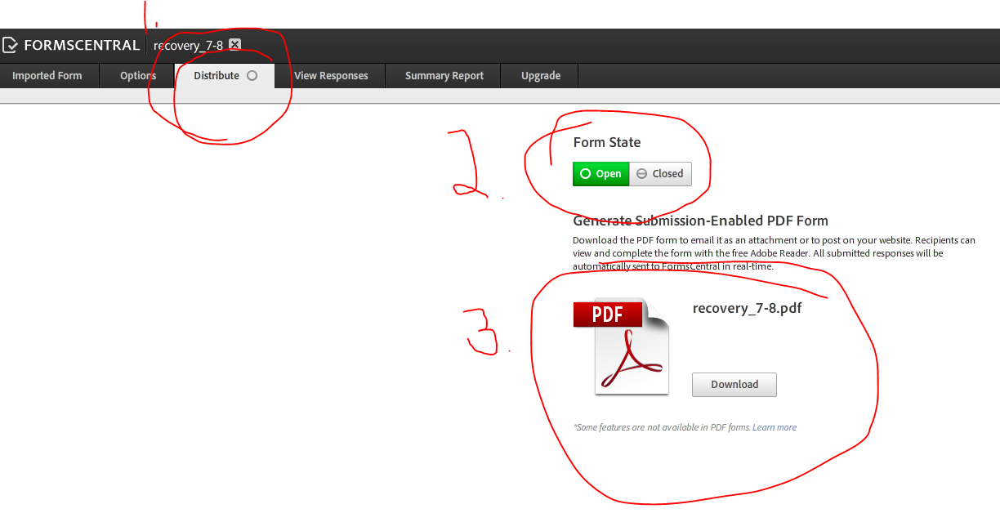 1.
FORMSCENTRAL recovery_7-8
Imported Form Options Distribute View Responses Summary Report Upgrade
2.
Form State
Open Closed
Generate Submission-Enabled PDF Form
Download the PDF form to email it as an attachment or to post on your website. Recipients can
view and complete the form with the free Adobe Reader. All submitted responses will be
automatically sent to FormsCentral in real-time.
3.
PDF
recovery_7-8.pdf
Download
*Some features are not available in PDF forms. Learn more